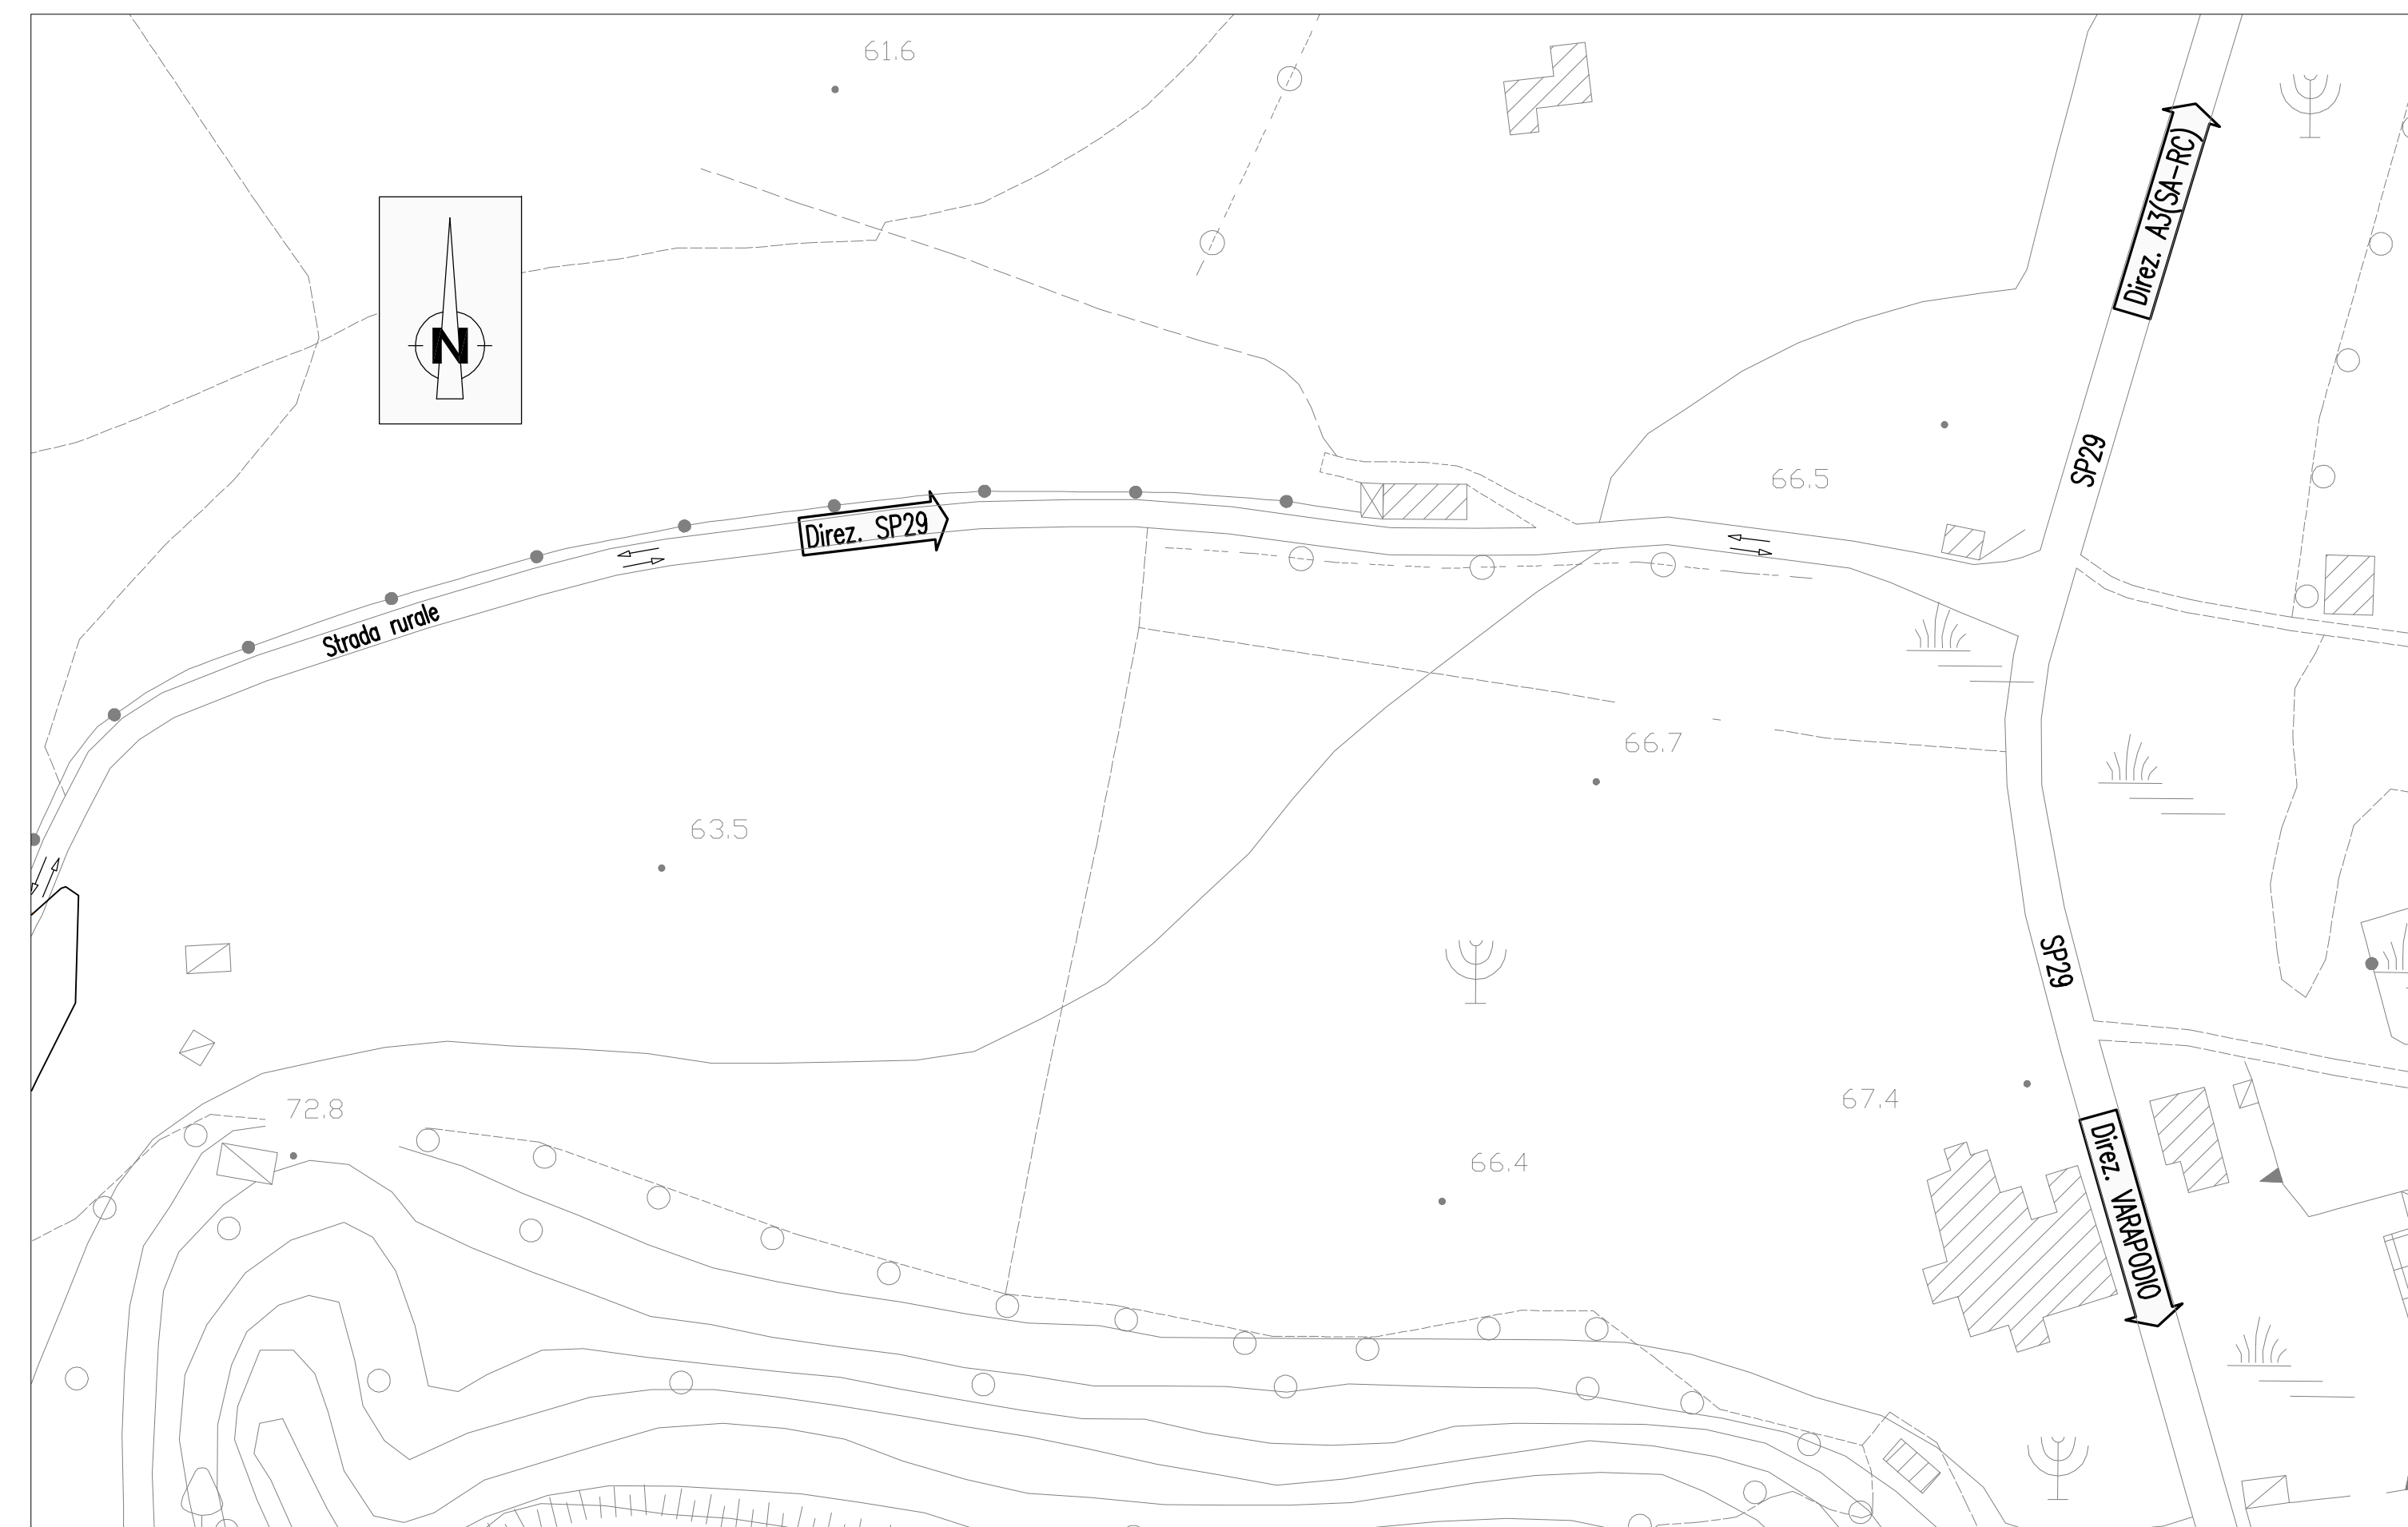 61.6
Direz. A3(SA-RC)
N
SP29
66.5
Direz. SP29
Strada rurale
66.7
63.5
SP29
67.4
72.8
66.4
Direz. VARAPODIO